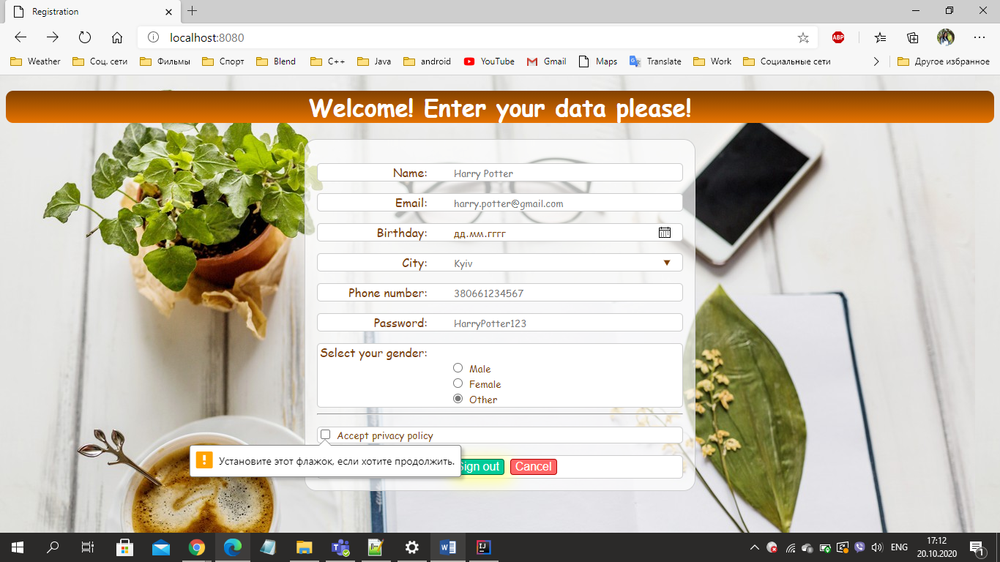 Registration
localhost:8080
ABP
Weather Соц. сети Фильмы Спорт Blend C++ Java android YouTube Gmail Maps Translate Work Социальные сети Другое избранное
Welcome! Enter your data please!
Name: Harry Potter
Email: harry.potter@gmail.com
Birthday: дд.мм.гггг
City: Kyiv
Phone number: 380661234567
Password: HarryPotter123
Select your gender:
Male
Female
Other
Accept privacy policy
Установите этот флажок, если хотите продолжить.
Sign out Cancel
ENG
17:12
20.10.2020
1